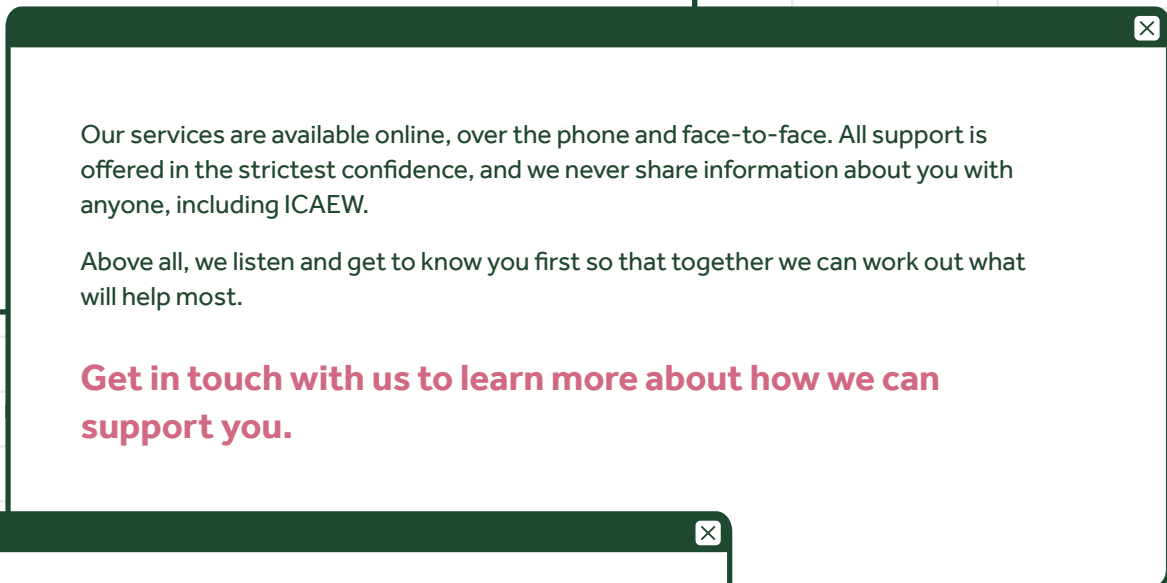 Our services are available online, over the phone and face-to-face. All support is
offered in the strictest confidence, and we never share information about you with
anyone, including ICAEW.
Above all, we listen and get to know you first so that together we can work out what
will help most.
Get in touch with us to learn more about how we can
support you.